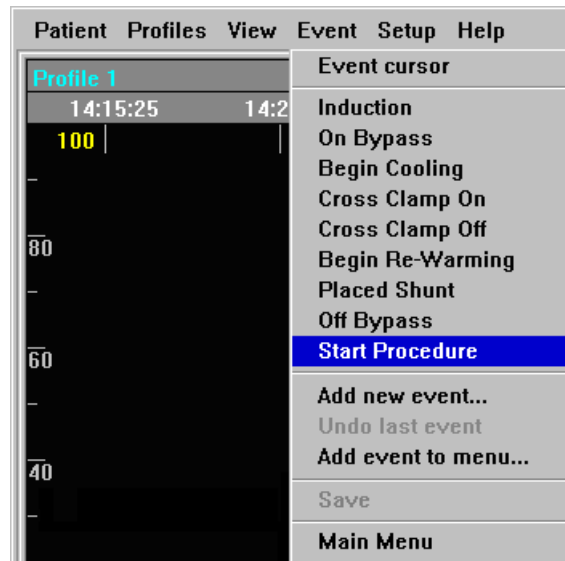 Patient Profiles View Event Setup Help
Profile 1
14:15:25 14:2
100
80
60
40
Event cursor
Induction
On Bypass
Begin Cooling
Cross Clamp On
Cross Clamp Off
Begin Re-Warming
Placed Shunt
Off Bypass
Start Procedure
Add new event...
Undo last event
Add event to menu...
Save
Main Menu